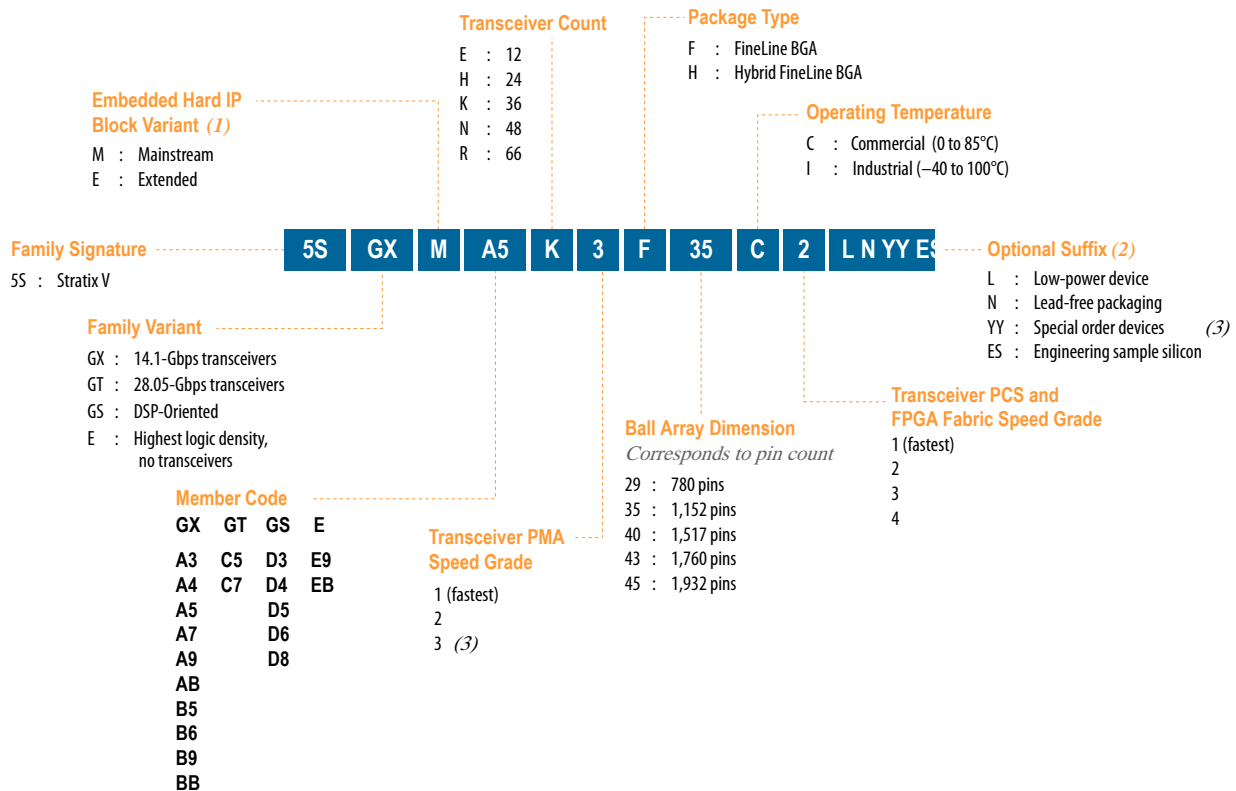 Transceiver Count
E : 12
H : 24
K : 36
N : 48
R : 66
Package Type
F : FineLine BGA
H : Hybrid FineLine BGA
Embedded Hard IP
Block Variant (1)
M : Mainstream
E : Extended
Operating Temperature
C : Commercial (0 to 85°C)
I : Industrial (–40 to 100°C)
Family Signature
5S : Stratix V
5S GX M A5 K 3 F 35 C 2 L N YY ES
Optional Suffix (2)
L : Low-power device
N : Lead-free packaging
YY : Special order devices (3)
ES : Engineering sample silicon
Family Variant
GX : 14.1-Gbps transceivers
GT : 28.05-Gbps transceivers
GS : DSP-Oriented
E : Highest logic density,
no transceivers
Member Code
GX GT GS E
A3 C5 D3 E9
A4 C7 D4 EB
A5 D5
A7 D6
A9 D8
AB
B5
B6
B9
BB
Transceiver PMA
Speed Grade
1 (fastest)
2
3 (3)
Ball Array Dimension
Corresponds to pin count
29 : 780 pins
35 : 1,152 pins
40 : 1,517 pins
43 : 1,760 pins
45 : 1,932 pins
Transceiver PCS and
FPGA Fabric Speed Grade
1 (fastest)
2
3
4